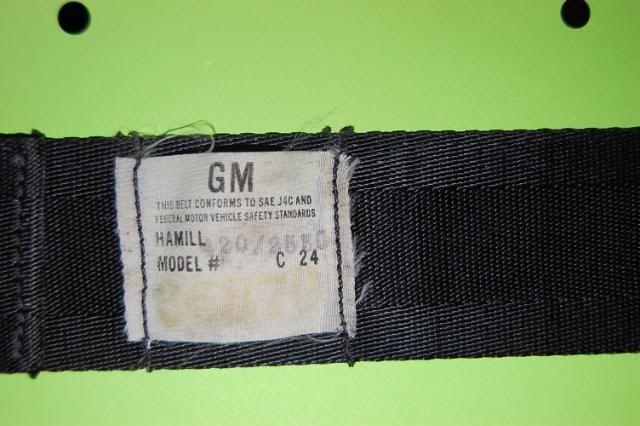 GM
THIS BELT CONFORMS TO SAE J4C AND
FEDERAL MOTOR VEHICLE SAFETY STANDARDS
HAMILL
MODEL # C 24